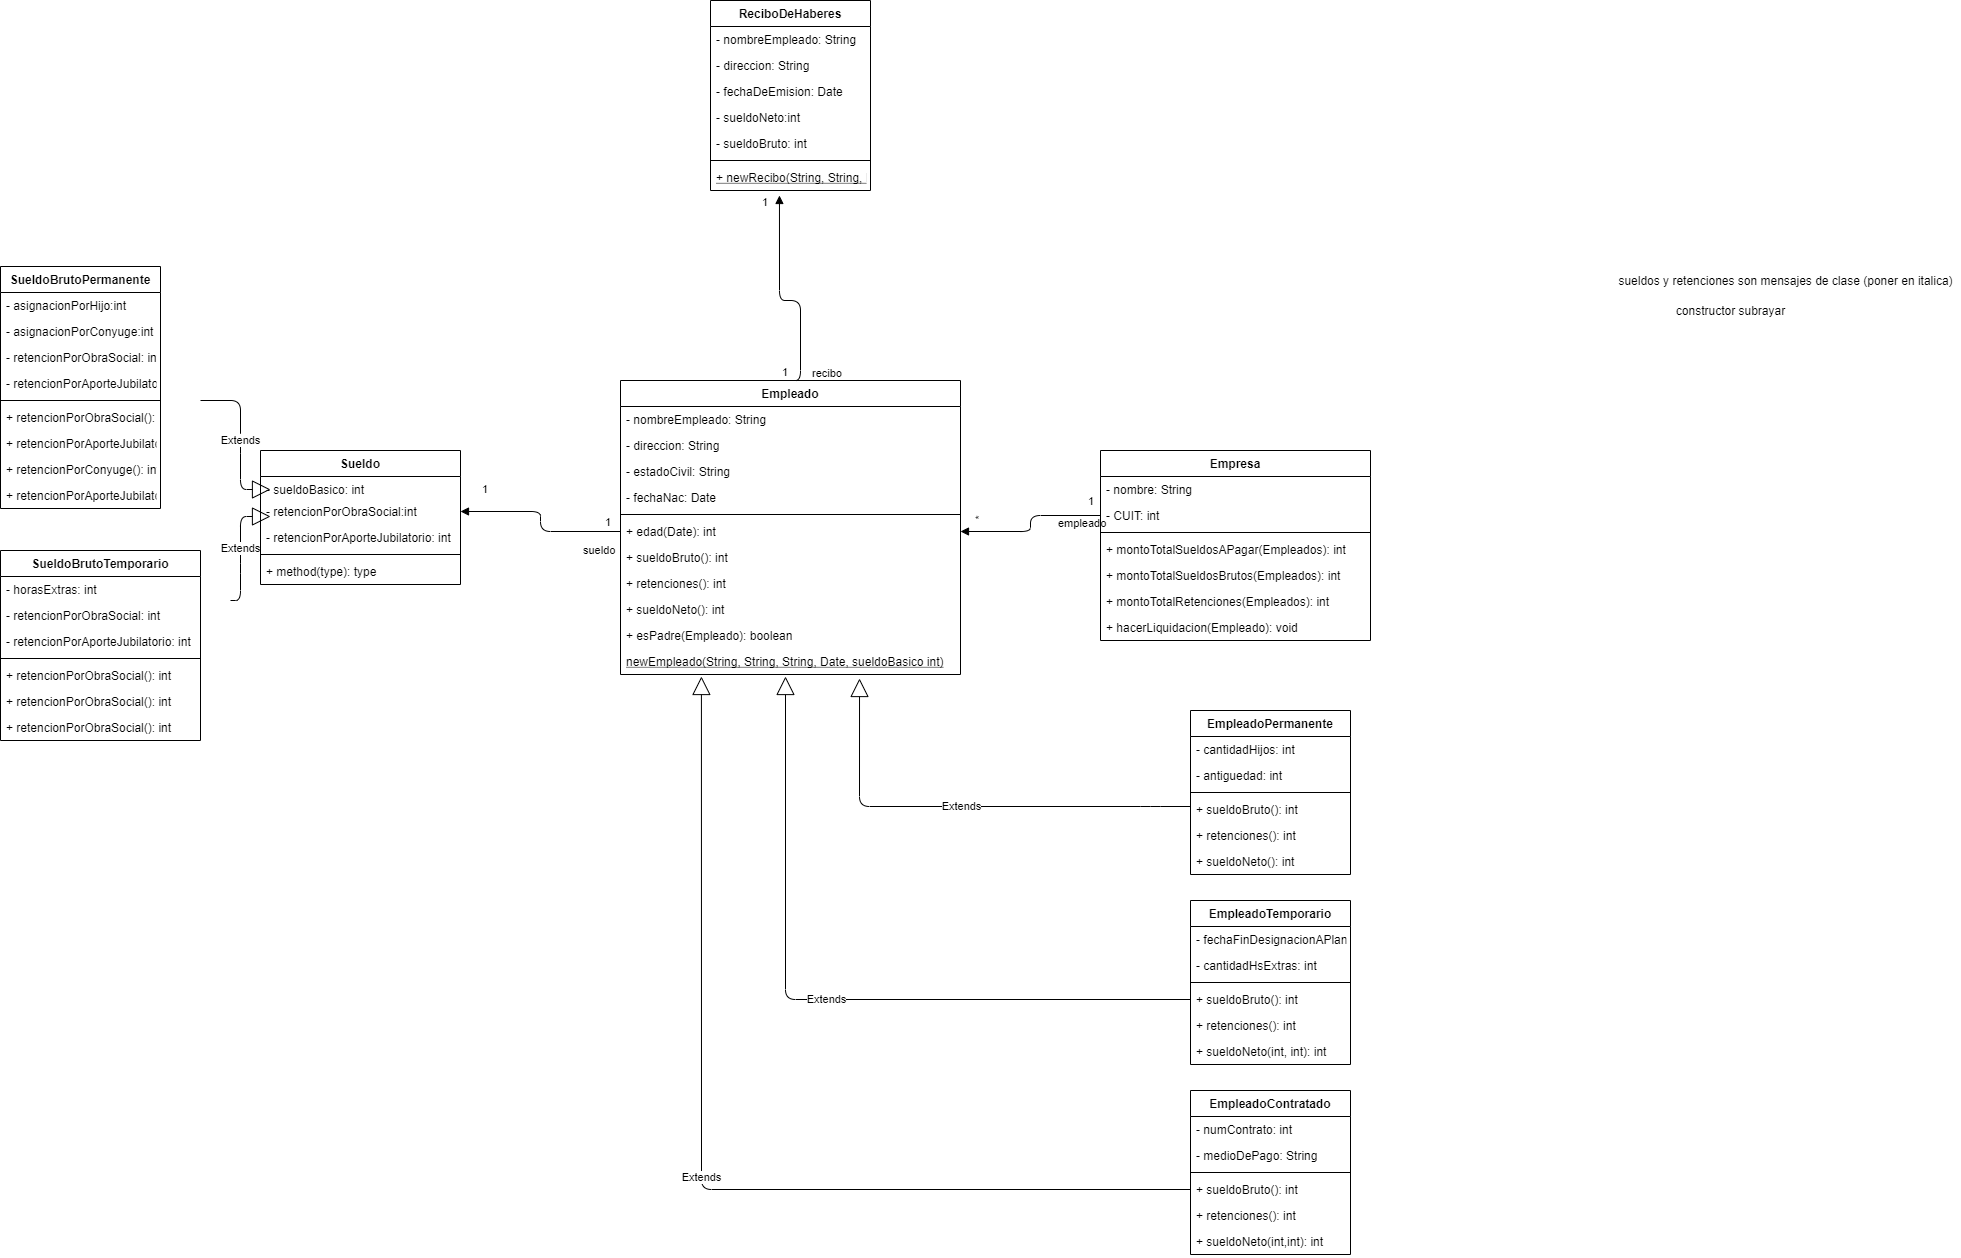 ReciboDeHaberes
- nombreEmpleado: String
- direccion: String
- fechaDeEmision: Date
- sueldoNeto:int
- sueldoBruto: int
+ newRecibo(String, String,
1
1
recibo
SueldoBrutoPermanente
- asignacionPorHijo:int
- asignacionPorConyuge:int
- retencionPorObraSocial: in
- retencionPorAporteJubilato
+ retencionPorObraSocial():
+ retencionPorAporteJubilato
+ retencionPorConyuge(): in
+ retencionPorAporteJubilato
Extends
Extends
SueldoBrutoTemporario
- horasExtras: int
- retencionPorObraSocial: int
- retencionPorAporteJubilatorio: int
+ retencionPorObraSocial(): int
+ retencionPorObraSocial(): int
+ retencionPorObraSocial(): int
Sueldo
- sueldoBasico: int
- retencionPorObraSocial:int
- retencionPorAporteJubilatorio: int
+ method(type): type
1
1
sueldo
Empleado
- nombreEmpleado: String
- direccion: String
- estadoCivil: String
- fechaNac: Date
+ edad(Date): int
+ sueldoBruto(): int
+ retenciones(): int
+ sueldoNeto(): int
+ esPadre(Empleado): boolean
newEmpleado(String, String, String, Date, sueldoBasico int)
*
1
empleado
Empresa
- nombre: String
- CUIT: int
+ montoTotalSueldosAPagar(Empleados): int
+ montoTotalSueldosBrutos(Empleados): int
+ montoTotalRetenciones(Empleados): int
+ hacerLiquidacion(Empleado): void
sueldos y retenciones son mensajes de clase (poner en italica)
constructor subrayar
EmpleadoPermanente
- cantidadHijos: int
- antiguedad: int
+ sueldoBruto(): int
+ retenciones(): int
+ sueldoNeto(): int
Extends
EmpleadoTemporario
- fechaFinDesignacionAPlan
- cantidadHsExtras: int
+ sueldoBruto(): int
+ retenciones(): int
+ sueldoNeto(int, int): int
Extends
EmpleadoContratado
- numContrato: int
- medioDePago: String
+ sueldoBruto(): int
+ retenciones(): int
+ sueldoNeto(int,int): int
Extends